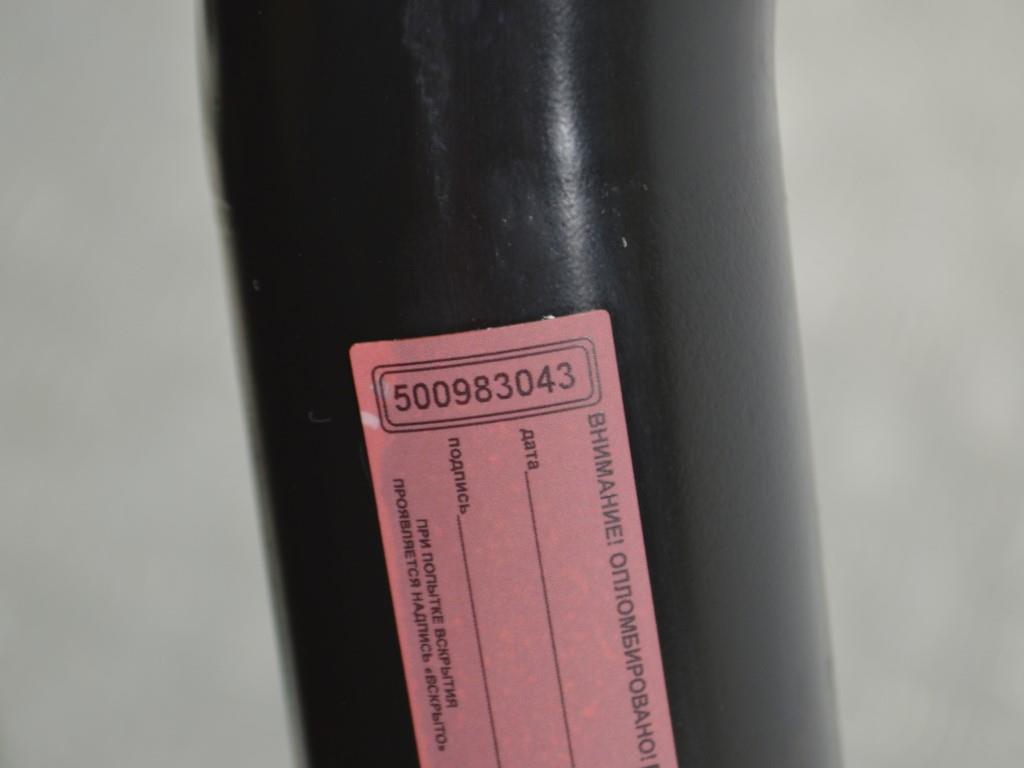 500983043
ВНИМАНИЕ! ОПЛОМБИРОВАНО!
дата
подпись
ПРИ ПОПЫТКЕ ВСКРЫТИЯ
ПРОЯВЛЯЕТСЯ НАДПИСЬ «ВСКРЫТО»